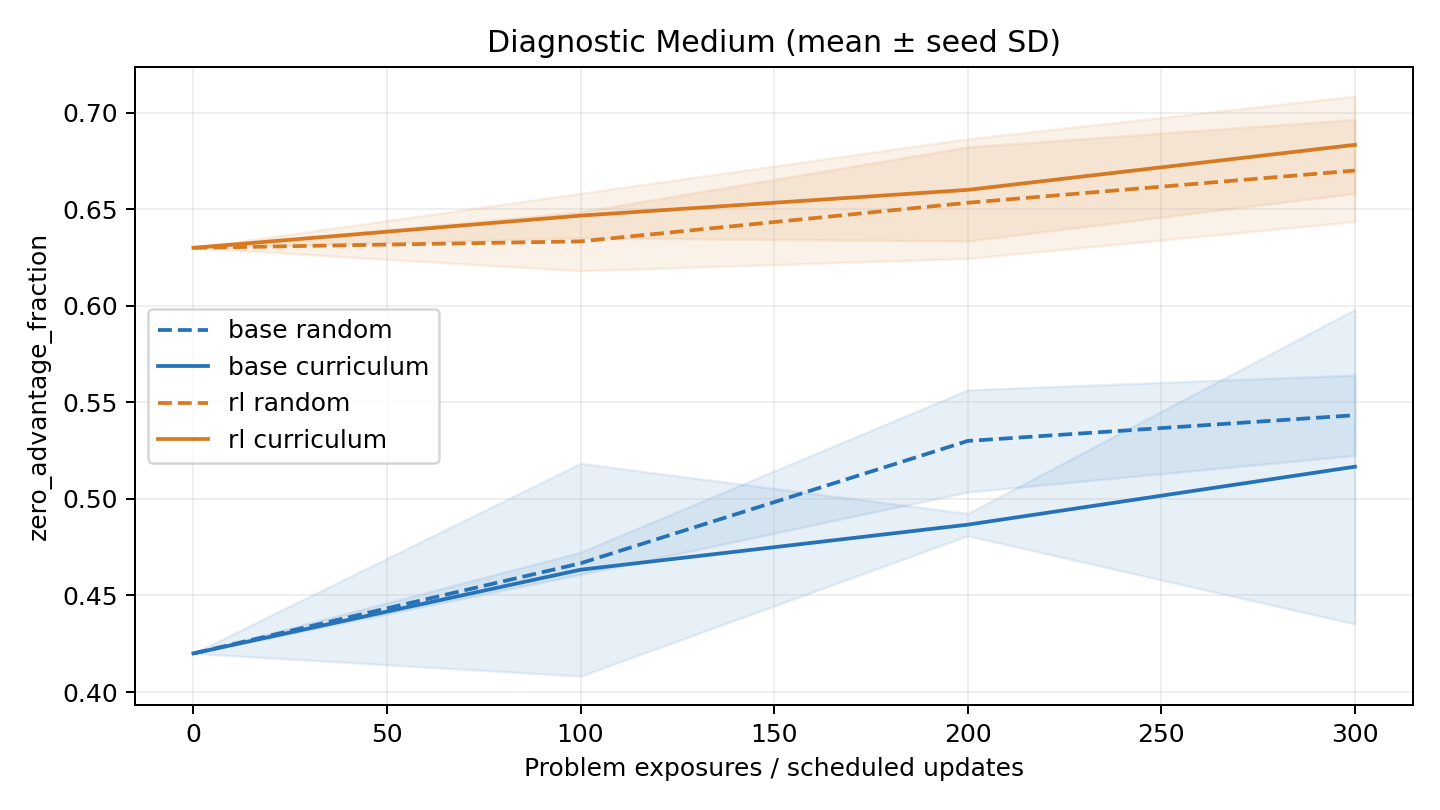 Diagnostic Medium (mean ± seed SD)
zero_advantage_fraction
0.70
0.65
0.60
0.55
0.50
0.45
0.40
base random
base curriculum
rl random
rl curriculum
0 50 100 150 200 250 300
Problem exposures / scheduled updates